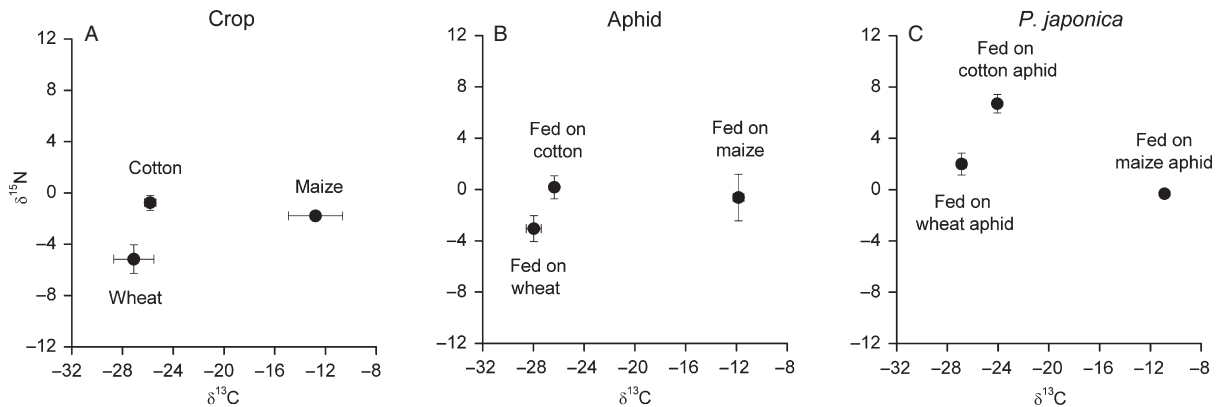 Crop
A
12
8
4
0
−4
−8
−12
δ15N
Cotton
Maize
Wheat
−32 −28 −24 −20 −16 −12 −8
δ13C
Aphid
B
12
8
4
0
−4
−8
−12
Fed on
cotton
Fed on
maize
Fed on
wheat
−32 −28 −24 −20 −16 −12 −8
δ13C
P. japonica
C
12
8
4
0
−4
−8
−12
Fed on
cotton aphid
Fed on
maize aphid
Fed on
wheat aphid
−32 −28 −24 −20 −16 −12 −8
δ13C